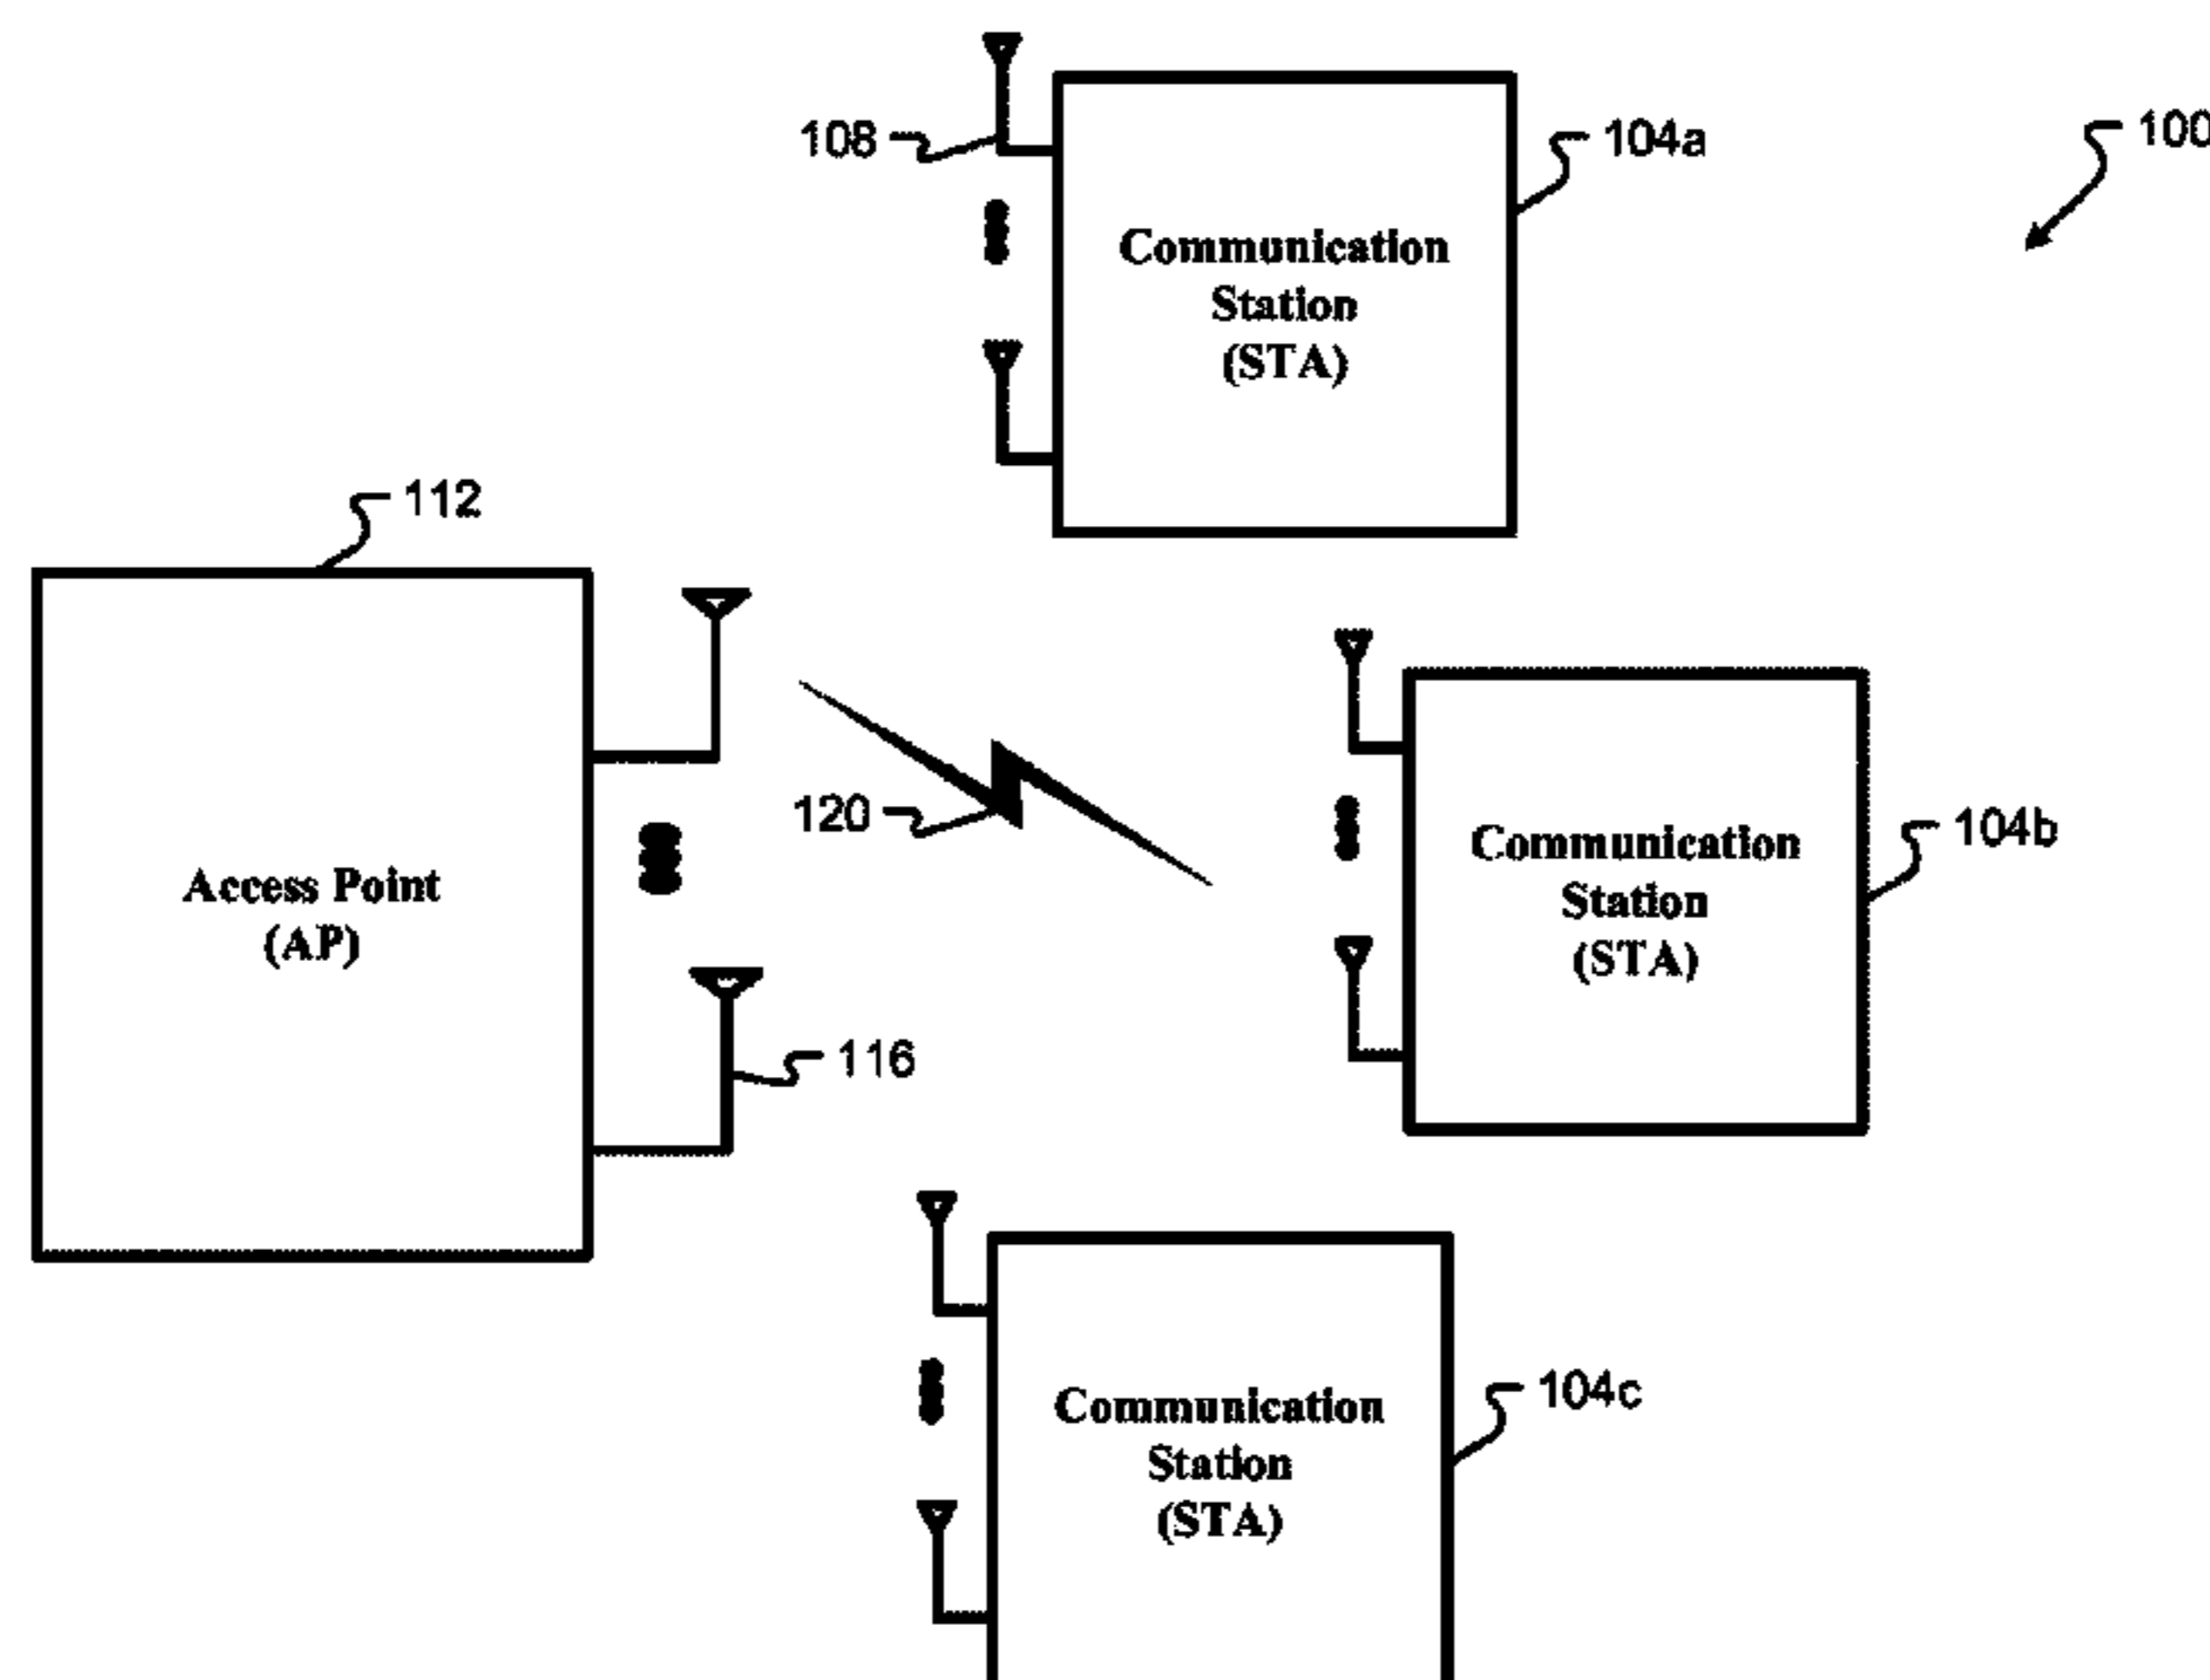 108
104a
100
Communication
Station
(STA)
112
120
Access Point
(AP)
116
Communication
Station
(STA)
104b
Communication
Station
(STA)
104c